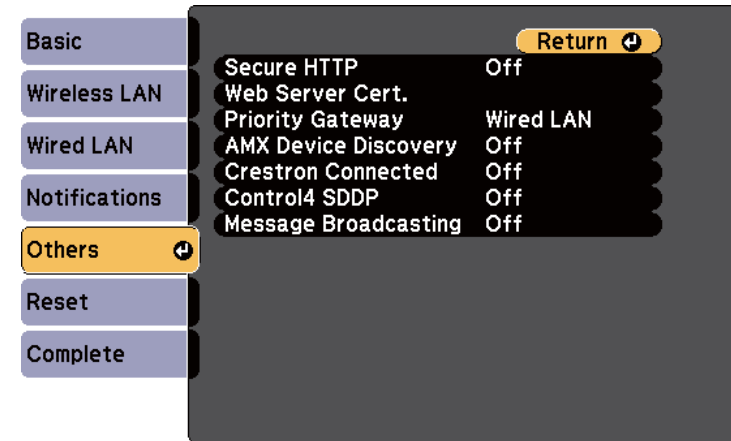 Basic
Wireless LAN
Wired LAN
Notifications
Others
Reset
Complete
Return
Secure HTTP Off
Web Server Cert.
Priority Gateway Wired LAN
AMX Device Discovery Off
Crestron Connected Off
Control4 SDDP Off
Message Broadcasting Off